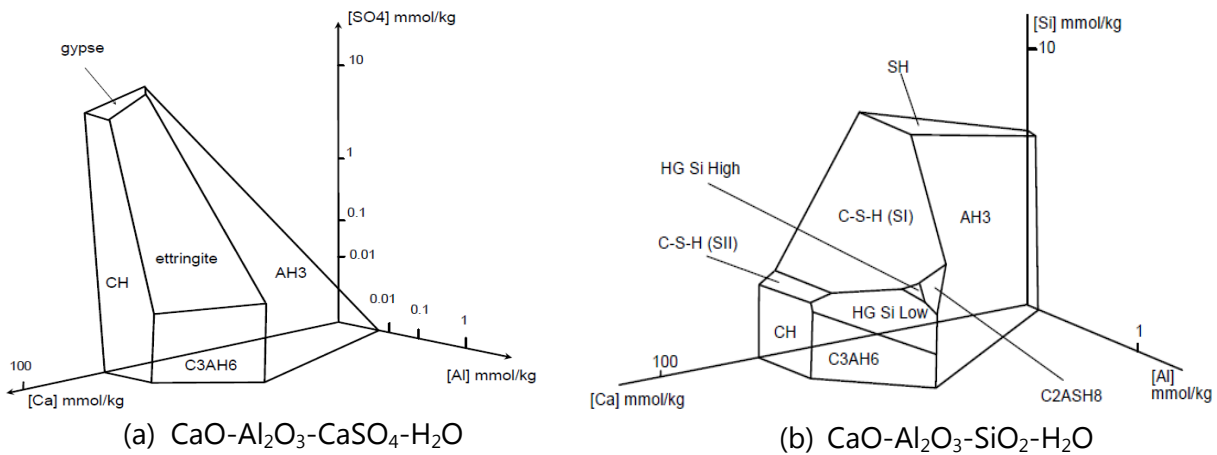 [SO4] mmol/kg
gypse
10
1
0.1
ettringite
0.01
CH
AH3
0.01
0.1
1
C3AH6
100
[Al] mmol/kg
[Ca] mmol/kg
(a) CaO-Al₂O₃-CaSO₄-H₂O
[Si] mmol/kg
10
SH
HG Si High
C-S-H (SI)
AH3
C-S-H (SII)
HG Si Low
CH
1
C3AH6
100
[Al]
mmol/kg
[Ca] mmol/kg
C2ASH8
(b) CaO-Al₂O₃-SiO₂-H₂O